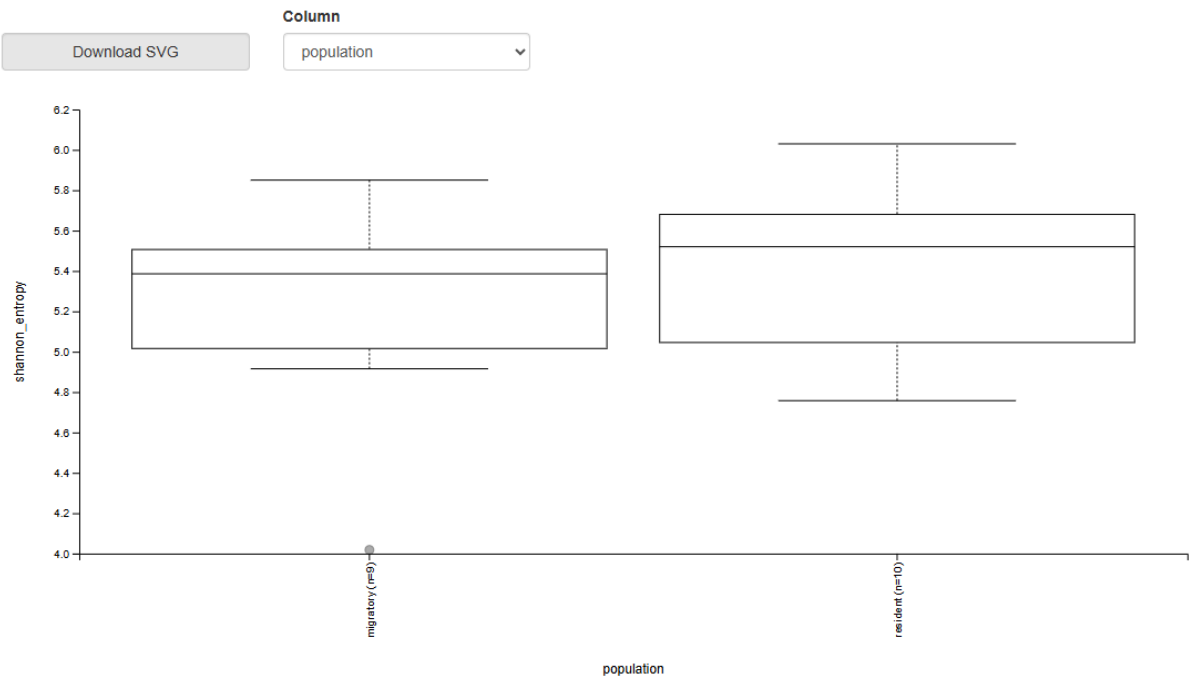 Column
Download SVG
population
6.2
6.0
5.8
5.6
5.4
5.2
5.0
4.8
4.6
4.4
4.2
4.0
shannon_entropy
migratory (n=9)
resident (n=10)
population